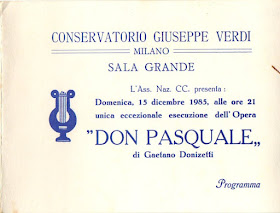 CONSERVATORIO GIUSEPPE VERDI
MILANO
SALA GRANDE
L'Ass. Naz. CC. presenta :
Domenica, 15 dicembre 1985, alle ore 21
unica eccezionale esecuzione dell'Opera
"DON PASQUALE„
di Gaetano Donizetti
Programma